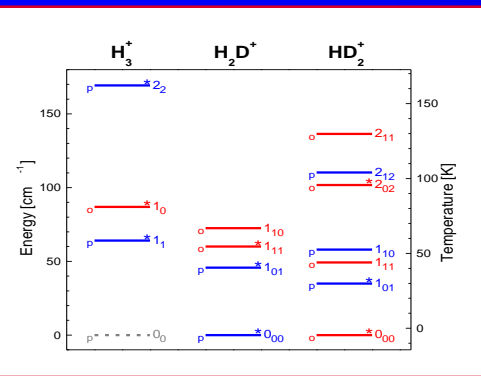 H₃⁺ H₂D⁺ HD₂⁺
p * 2₂
150 150
o 2₁₁
p 2₁₂
100 100
o * 2₀₂
o * 1₀
o 1₁₀
p * 1₁
o * 1₁₁
p 1₁₀
50 50
p * 1₀₁
o 1₁₁
p * 1₀₁
0 0
p 0₀
p * 0₀₀
o * 0₀₀
Energy [cm⁻¹]
Temperature [K]